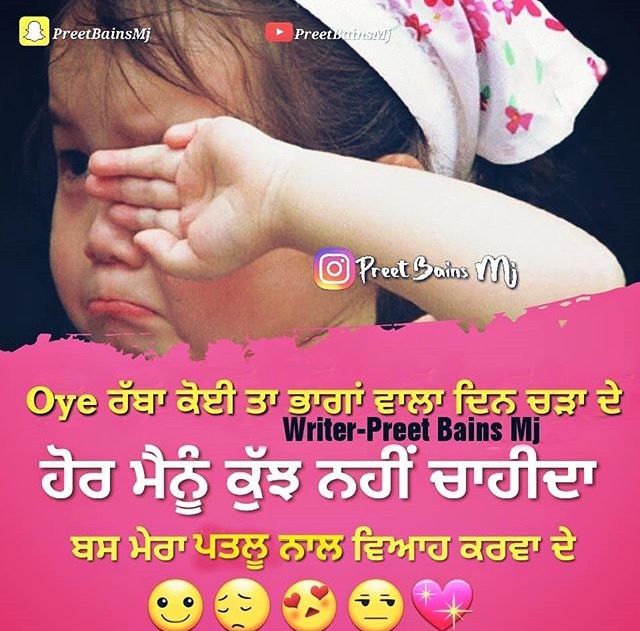 PreetBainsMj
PreetBainsMj
Preet Bains Mj
Oye ਰੱਬਾ ਕੋਈ ਤਾ ਭਾਗਾਂ ਵਾਲਾ ਦਿਨ ਚੜਾ ਦੇ
Writer-Preet Bains Mj
ਹੋਰ ਮੈਨੂੰ ਕੁੱਝ ਨਹੀਂ ਚਾਹੀਦਾ
ਬਸ ਮੇਰਾ ਪਤਲੂ ਨਾਲ ਵਿਆਹ ਕਰਵਾ ਦੇ